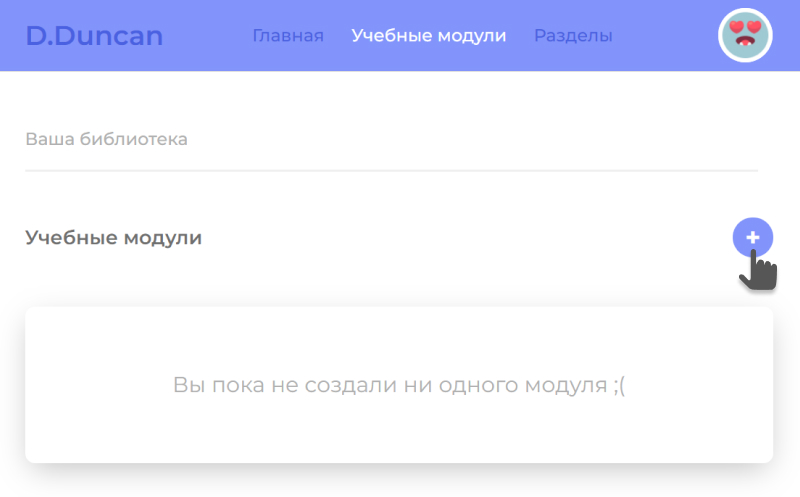 D.Duncan Главная Учебные модули Разделы
Ваша библиотека
Учебные модули
Вы пока не создали ни одного модуля ;(